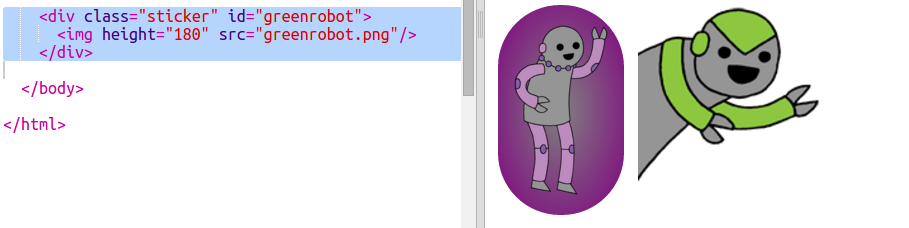 <div class="sticker" id="greenrobot">
<img height="180" src="greenrobot.png"/>
</div>
</body>
</html>